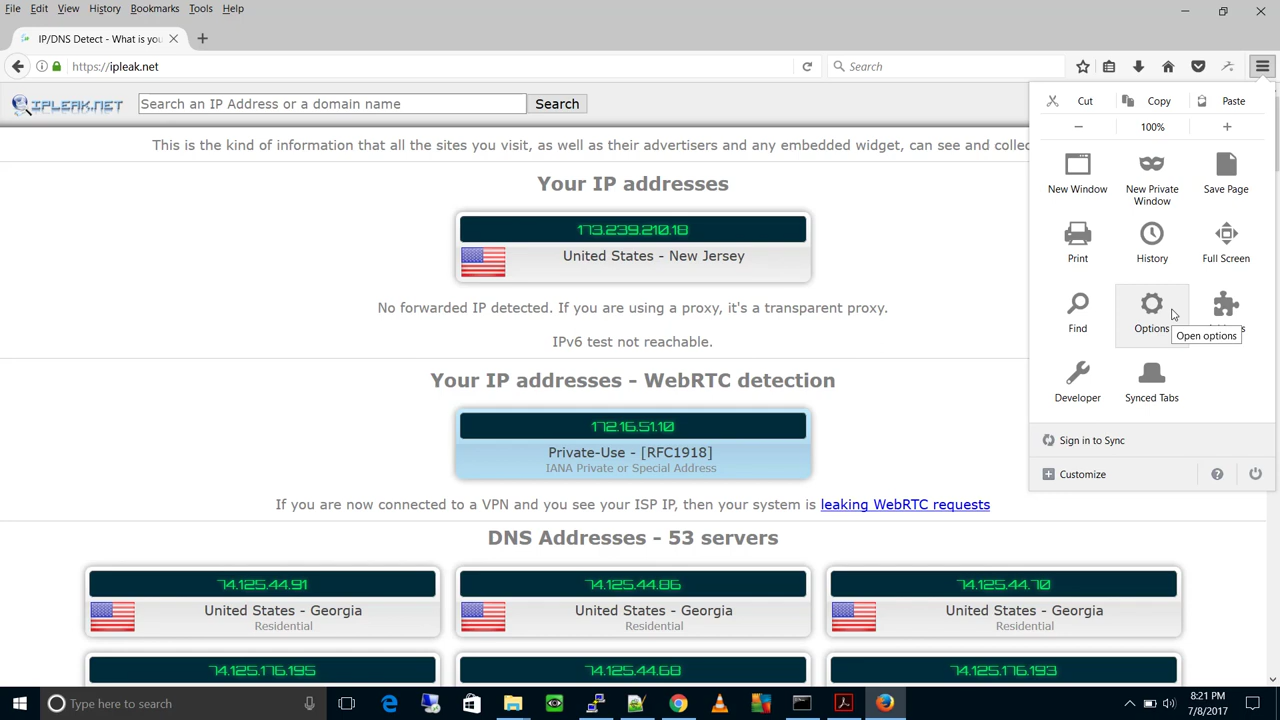 File Edit View History Bookmarks Tools Help
IP/DNS Detect - What is you
https://ipleak.net
Search
IPLEAK.NET
Search an IP Address or a domain name
Search
Cut
Copy
Paste
100%
New Window
New Private Window
Save Page
Print
History
Full Screen
Find
Options
Open options
Developer
Synced Tabs
Sign in to Sync
Customize
This is the kind of information that all the sites you visit, as well as their advertisers and any embedded widget, can see and collec
Your IP addresses
173.239.210.18
United States - New Jersey
No forwarded IP detected. If you are using a proxy, it's a transparent proxy.
IPv6 test not reachable.
Your IP addresses - WebRTC detection
172.16.51.10
Private-Use - [RFC1918]
IANA Private or Special Address
If you are now connected to a VPN and you see your ISP IP, then your system is leaking WebRTC requests
DNS Addresses - 53 servers
74.125.44.91
United States - Georgia
Residential
74.125.44.86
United States - Georgia
Residential
74.125.44.70
United States - Georgia
Residential
74.125.176.195
74.125.44.68
74.125.176.193
Type here to search
8:21 PM
7/8/2017